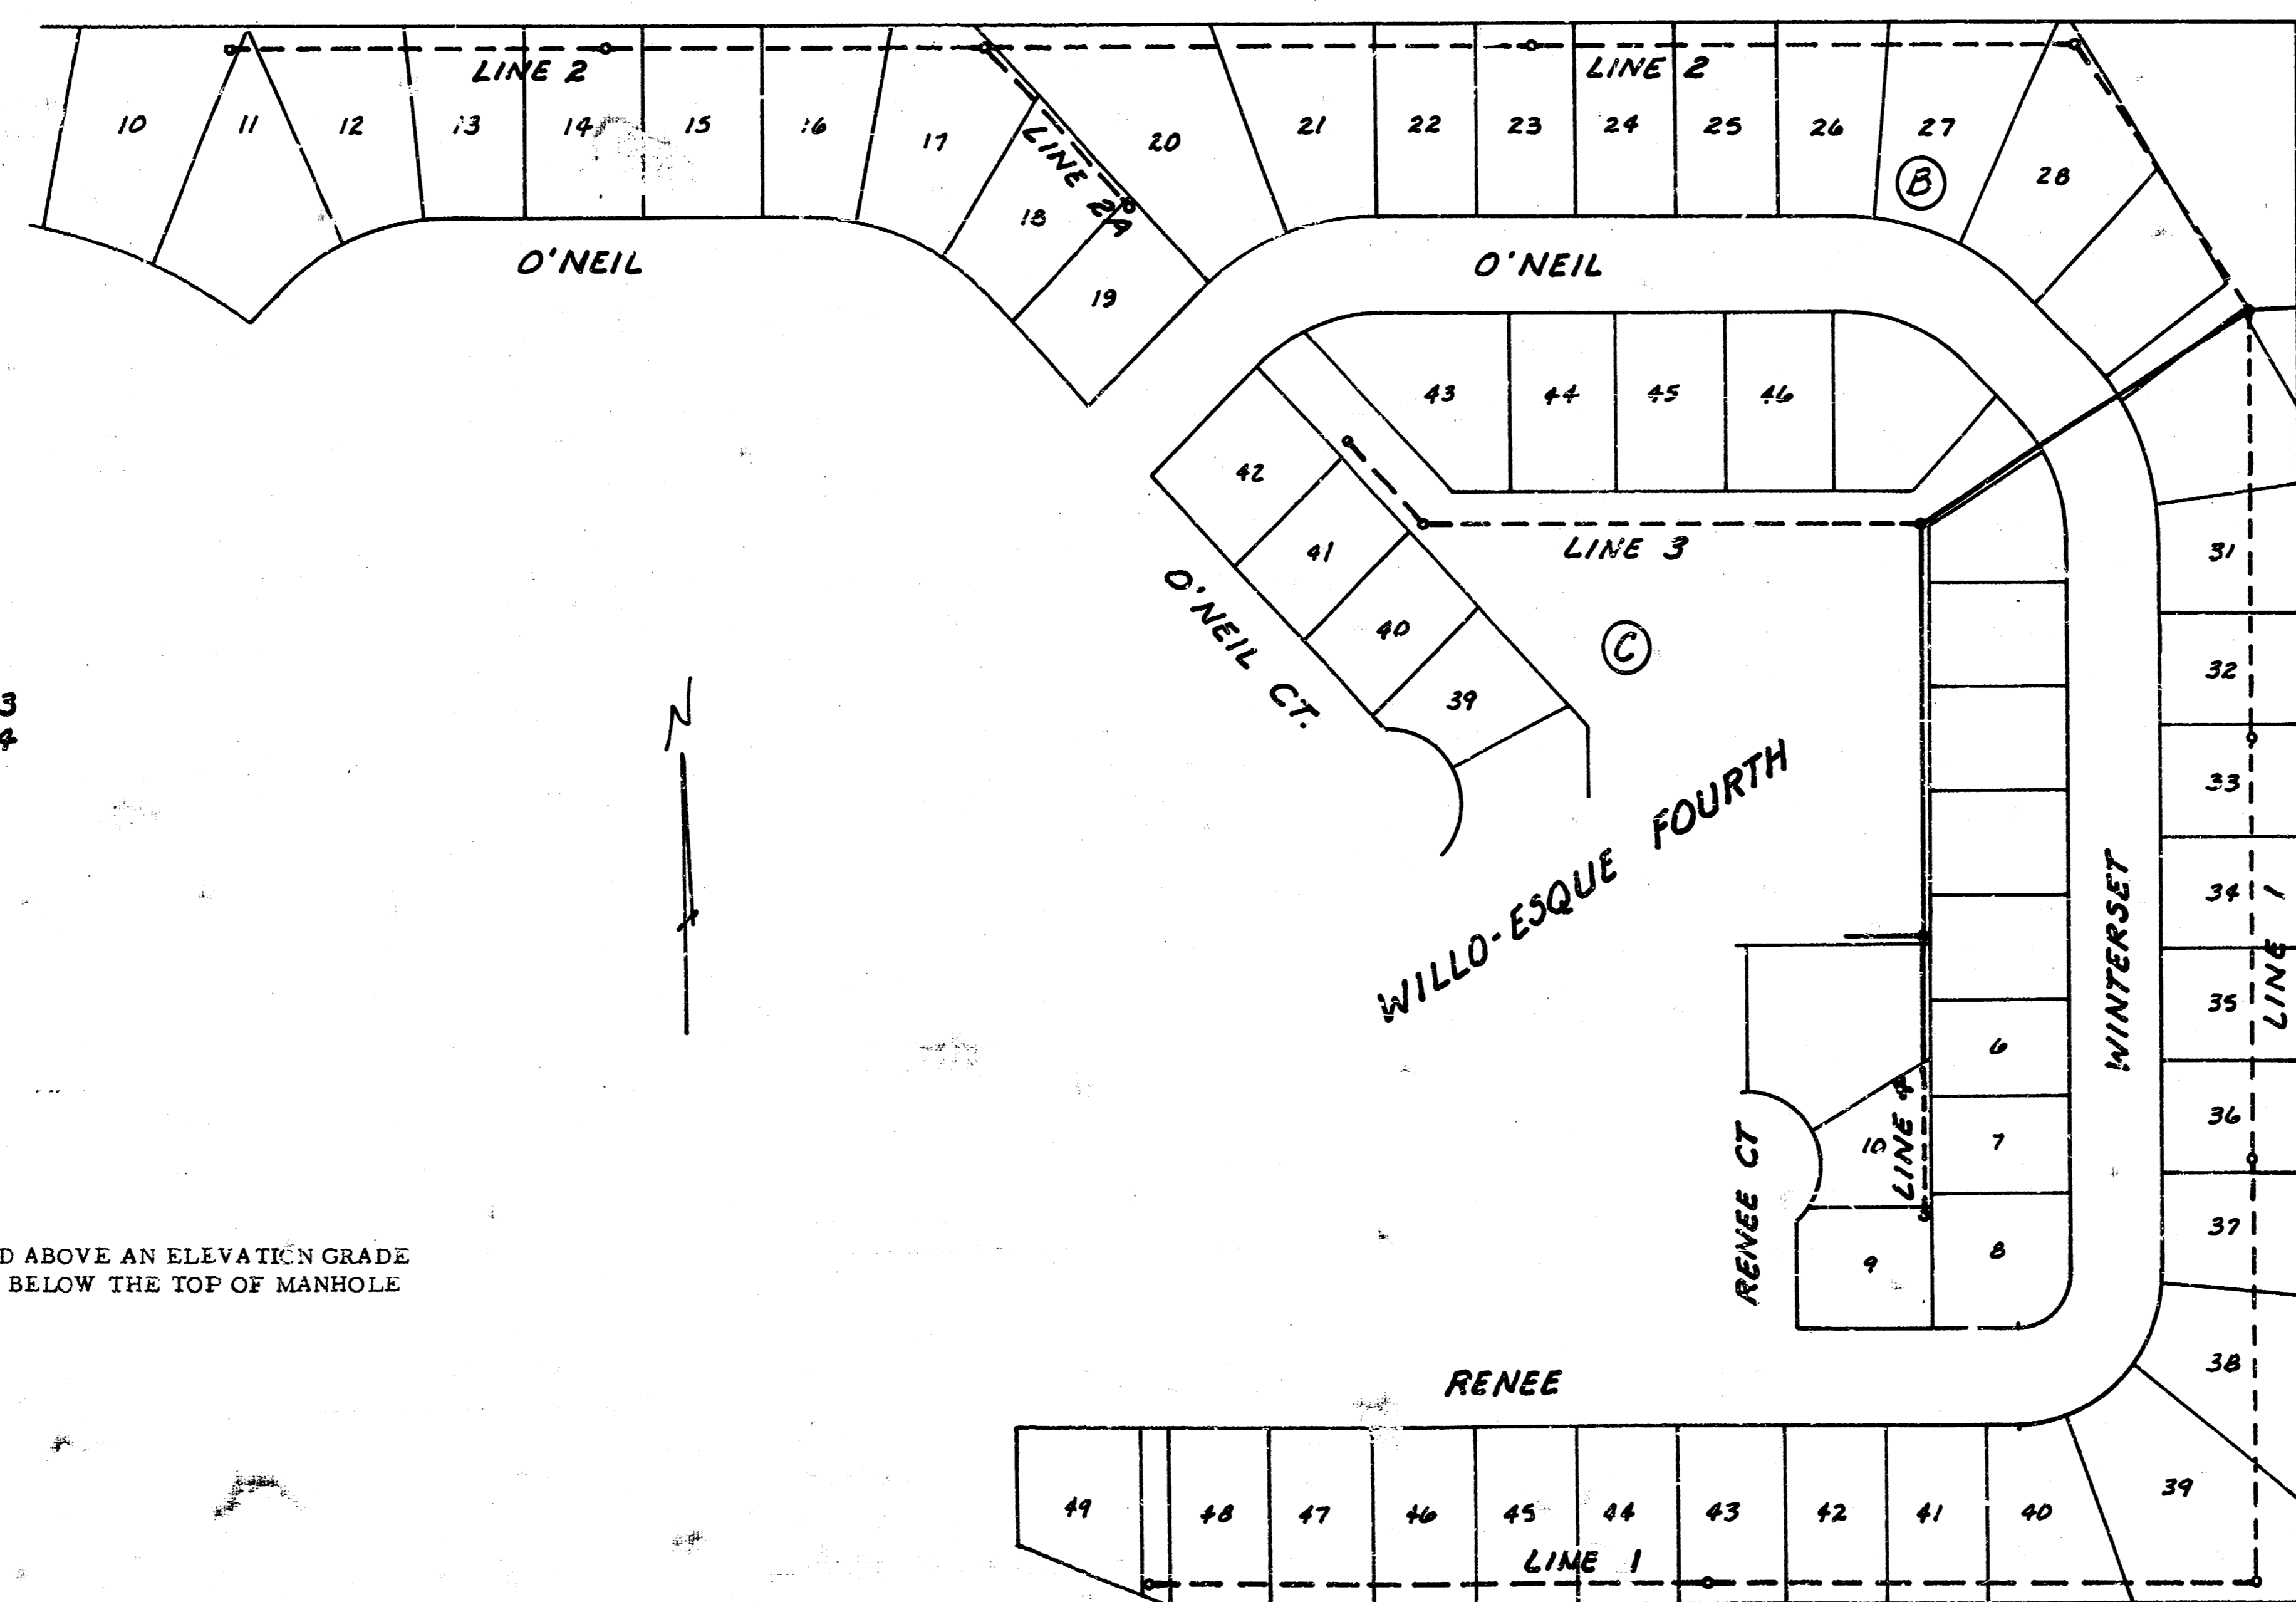 LINE 2
LINE 2
10
11
12
13
14
15
16
17
18
19
LINE 2A
20
21
22
23
24
25
26
27
B
28
O'NEIL
O'NEIL
43
44
45
46
42
41
40
39
O'NEIL CT.
LINE 3
C
31
32
33
34
35
36
37
38
39
LINE 1
3
4
N
WILLO-ESQUE FOURTH
WINTERSET
6
7
8
9
10
LINE 4
RENEE CT
D ABOVE AN ELEVATION GRADE
BELOW THE TOP OF MANHOLE
RENEE
49
48
47
46
45
44
43
42
41
40
LINE 1